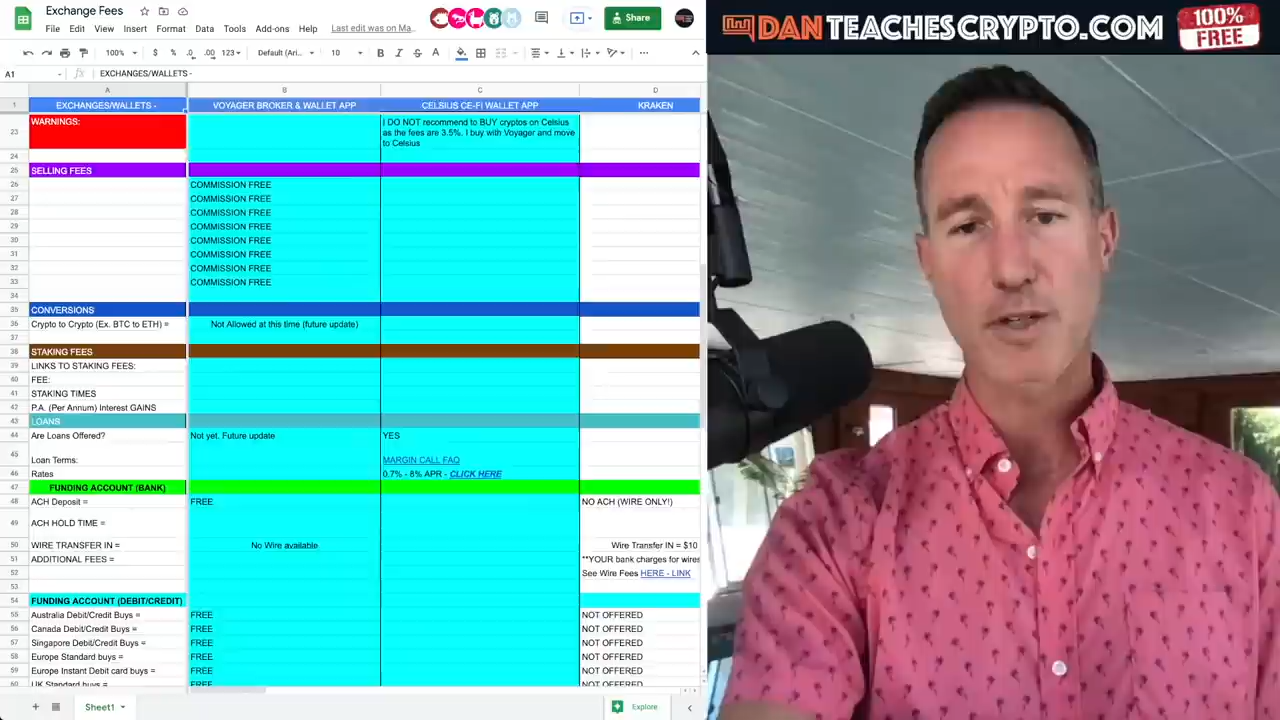 Exchange Fees
File Edit View Insert Format Data Tools Add-ons Help Last edit was on Ma...
Share
DANTEACHESCRYPTO.COM
100% FREE
100% $ % .0 .00 123 Default (Ari... 10 B I S A
A1 fx EXCHANGES/WALLETS -
A B C D
1 EXCHANGES/WALLETS - VOYAGER BROKER & WALLET APP CELSIUS CE-FI WALLET APP KRAKEN
23 WARNINGS: I DO NOT recommend to BUY cryptos on Celsius
as the fees are 3.5%. I buy with Voyager and move
to Celsius
24
25 SELLING FEES
26 COMMISSION FREE
27 COMMISSION FREE
28 COMMISSION FREE
29 COMMISSION FREE
30 COMMISSION FREE
31 COMMISSION FREE
32 COMMISSION FREE
33 COMMISSION FREE
34
35 CONVERSIONS
36 Crypto to Crypto (Ex. BTC to ETH) = Not Allowed at this time (future update)
37
38 STAKING FEES
39 LINKS TO STAKING FEES:
40 FEE:
41 STAKING TIMES
42 P.A. (Per Annum) Interest GAINS
43 LOANS
44 Are Loans Offered? Not yet. Future update YES
45 Loan Terms: MARGIN CALL FAQ
46 Rates 0.7% - 8% APR - CLICK HERE
47 FUNDING ACCOUNT (BANK)
48 ACH Deposit = FREE NO ACH (WIRE ONLY!)
49 ACH HOLD TIME =
50 WIRE TRANSFER IN = No Wire available Wire Transfer IN = $10
51 ADDITIONAL FEES = **YOUR bank charges for wires
52 See Wire Fees HERE - LINK
53
54 FUNDING ACCOUNT (DEBIT/CREDIT)
55 Australia Debit/Credit Buys = FREE NOT OFFERED
56 Canada Debit/Credit Buys = FREE NOT OFFERED
57 Singapore Debit/Credit Buys = FREE NOT OFFERED
58 Europe Standard buys = FREE NOT OFFERED
59 Europe Instant Debit card buys = FREE NOT OFFERED
60 UK Standard buys = FREE NOT OFFERED
Sheet1 Explore